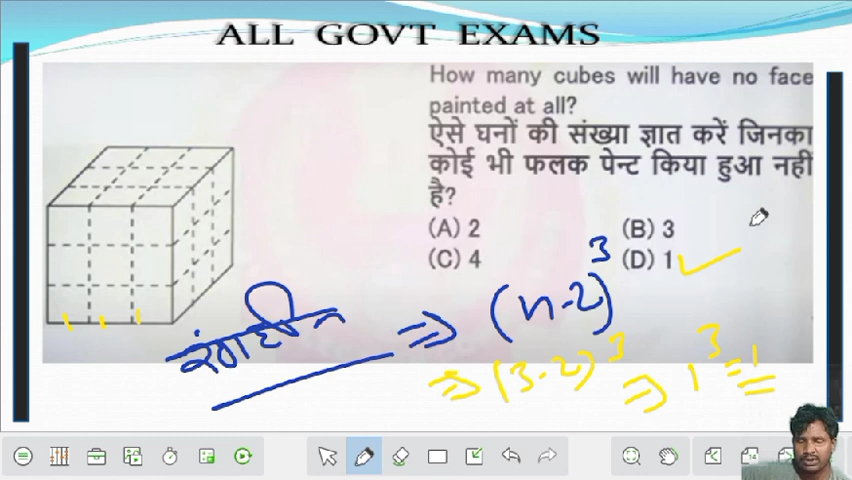 ALL GOVT EXAMS
How many cubes will have no face
painted at all?
ऐसे घनों की संख्या ज्ञात करें जिनका
कोई भी फलक पेन्ट किया हुआ नही
है?
(A) 2 (B) 3
(C) 4 (D) 1
रंगहीन ⇒ (n-2)³
⇒ (3-2)³ ⇒ 1³ = 1